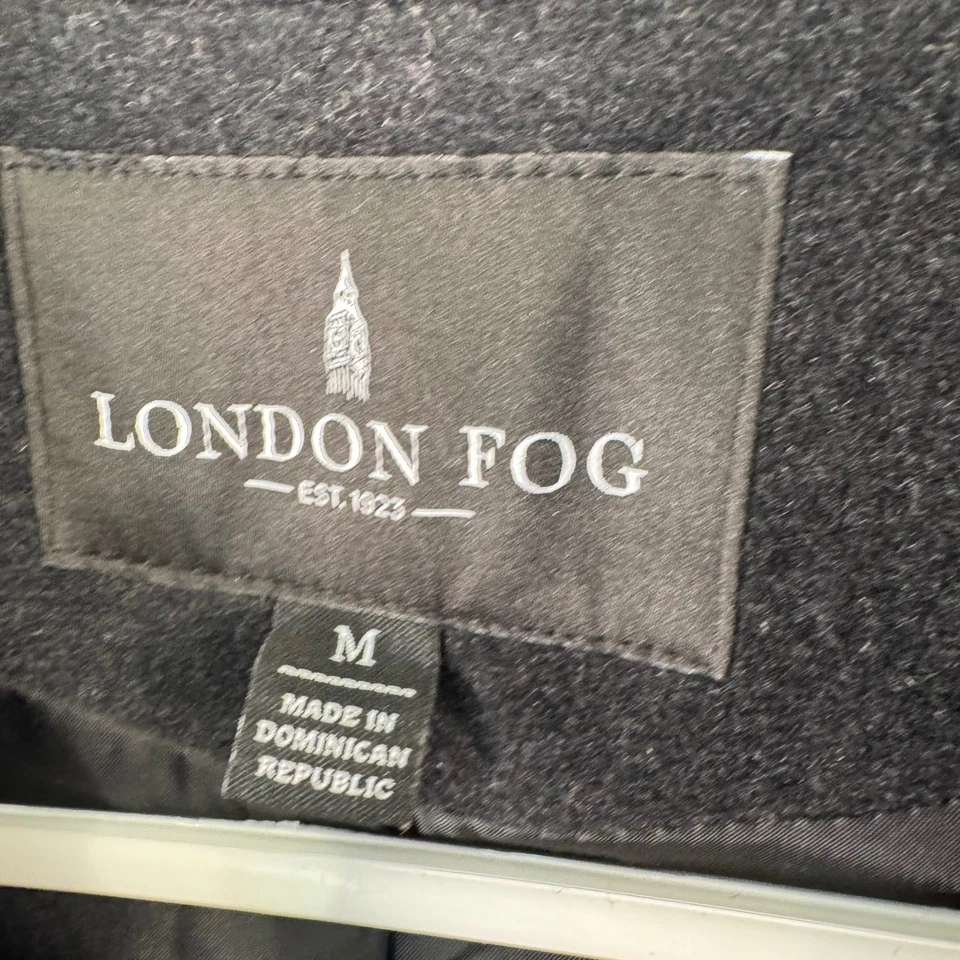 LONDON FOG
EST. 1923
M
MADE IN
DOMINICAN
REPUBLIC